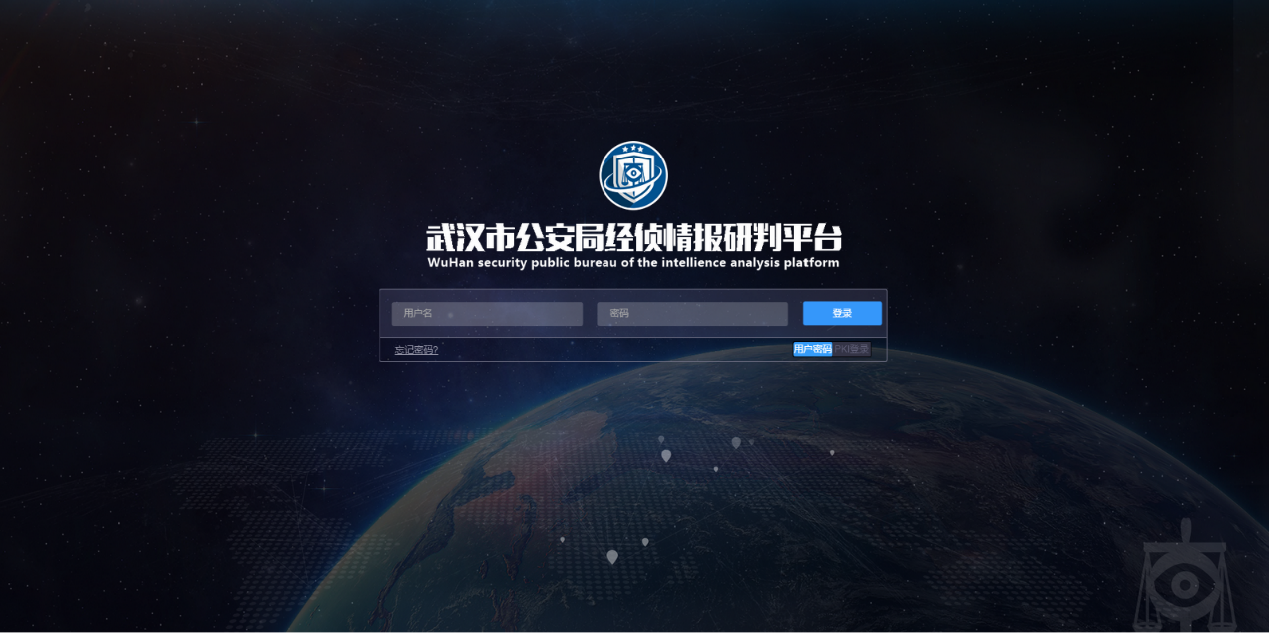 武汉市公安局经侦情报研判平台
WuHan security public bureau of the intellience analysis platform
用户名 密码 登录
忘记密码? 用户密码 PKI登录